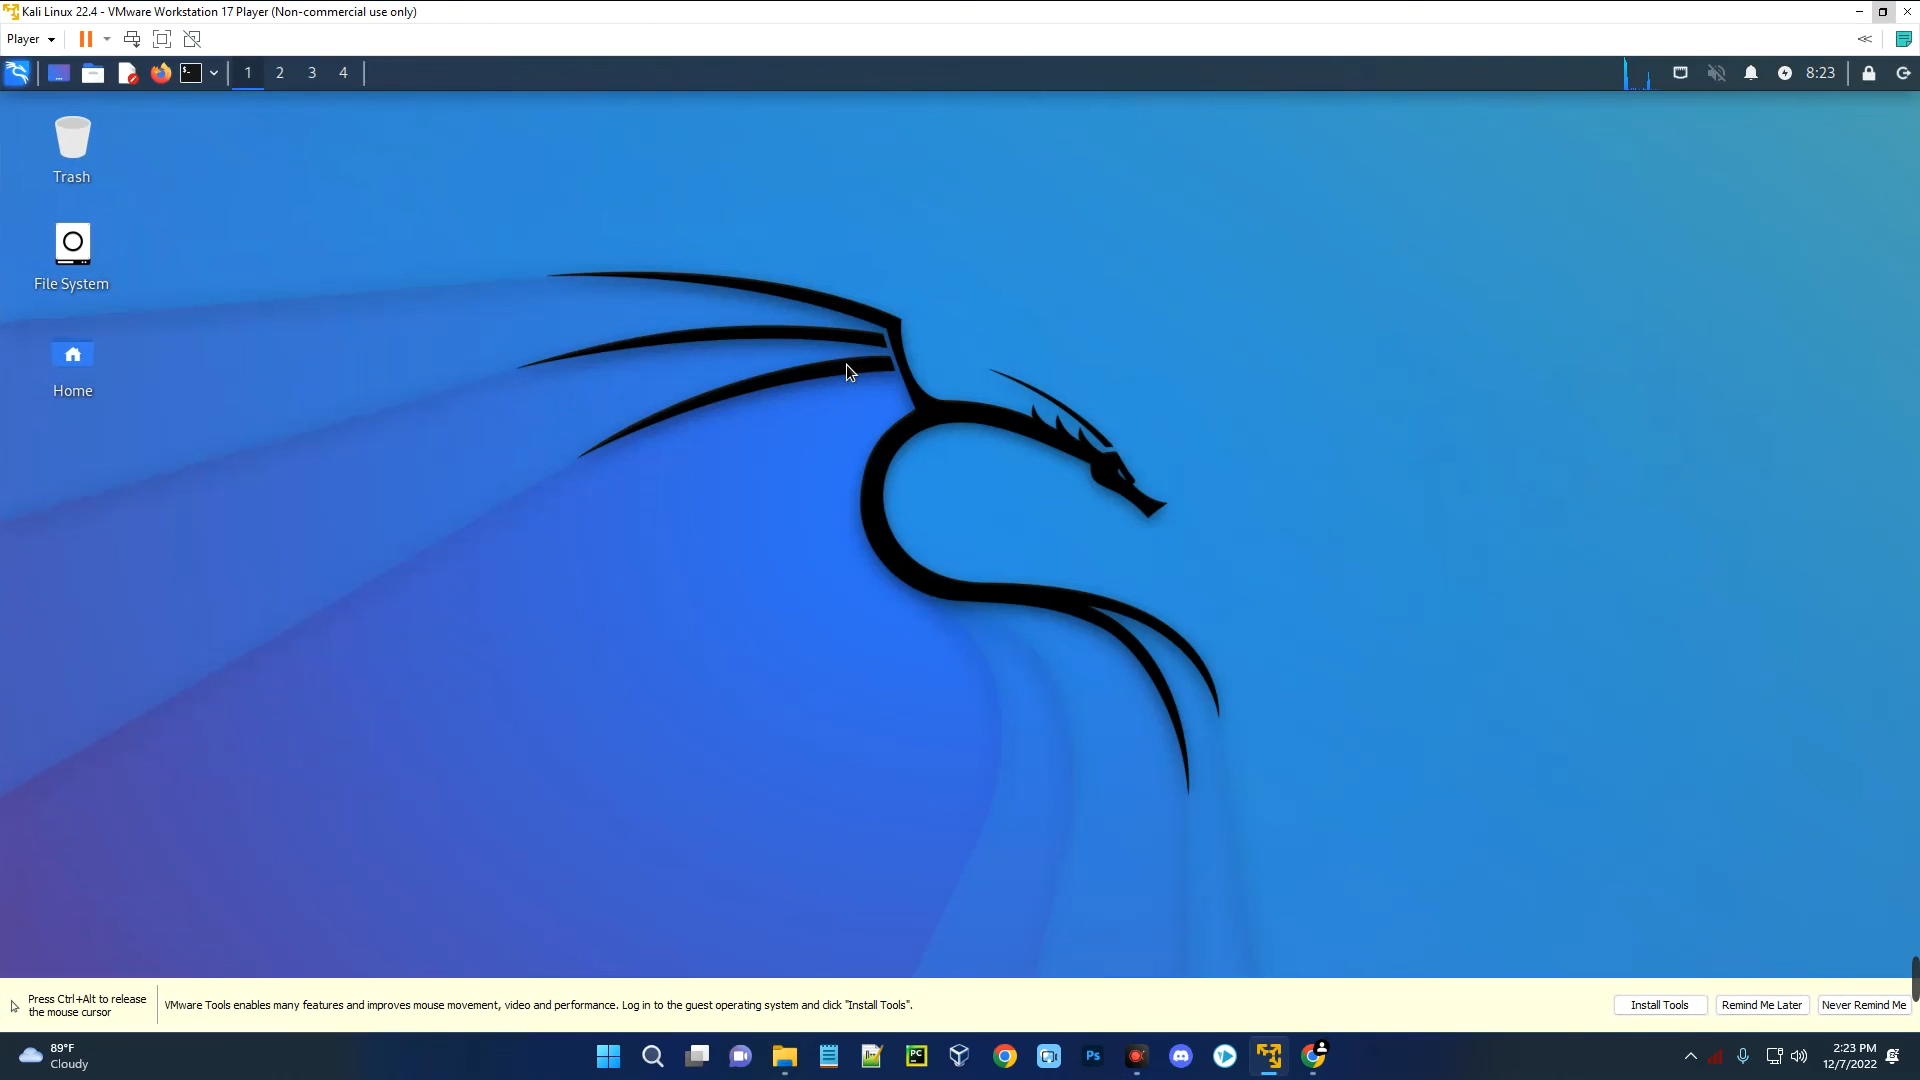 Kali Linux 22.4 - VMware Workstation 17 Player (Non-commercial use only)
Player
1 2 3 4
8:23
Trash
File System
Home
Press Ctrl+Alt to release
the mouse cursor
VMware Tools enables many features and improves mouse movement, video and performance. Log in to the guest operating system and click "Install Tools".
Install Tools
Remind Me Later
Never Remind Me
89°F
Cloudy
PC
Ps
2:23 PM
12/7/2022